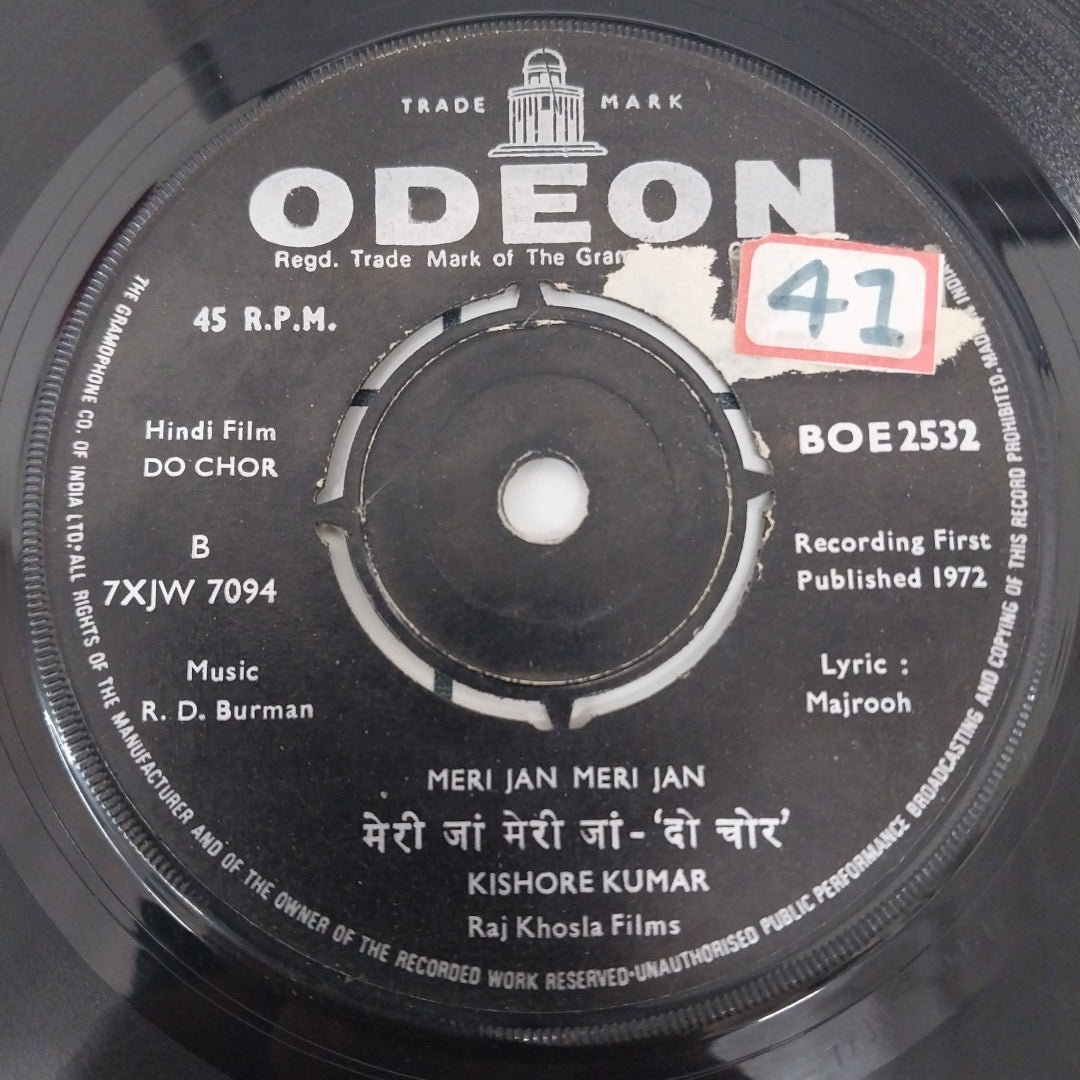 TRADE MARK
ODEON
Regd. Trade Mark of The
41
45 R.P.M.
Hindi Film
DO CHOR
BOE 2532
B
7XJW 7094
Recording First
Published 1972
Music
R. D. Burman
Lyric :
Majrooh
MERI JAN MERI JAN
मेरी जां मेरी जां - 'दो चोर'
KISHORE KUMAR
Raj Khosla Films
THE GRAMOPHONE CO. OF INDIA LTD. ALL RIGHTS OF THE MANUFACTURER AND OF THE OWNER OF THE RECORDED WORK RESERVED·UNAUTHORISED PUBLIC PERFORMANCE BROADCASTING AND COPYING OF THIS RECORD PROHIBITED. MADE IN INDIA